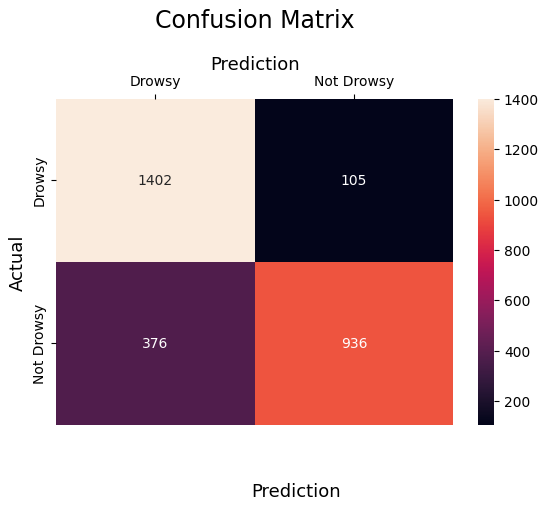 Confusion Matrix
Prediction
Drowsy Not Drowsy
1400
1200
1000
800
600
400
200
Actual
Drowsy
1402 105
Not Drowsy
376 936
Prediction